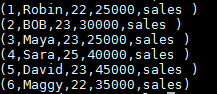 (1,Robin,22,25000,sales )
(2,BOB,23,30000,sales )
(3,Maya,23,25000,sales )
(4,Sara,25,40000,sales )
(5,David,23,45000,sales )
(6,Maggy,22,35000,sales )